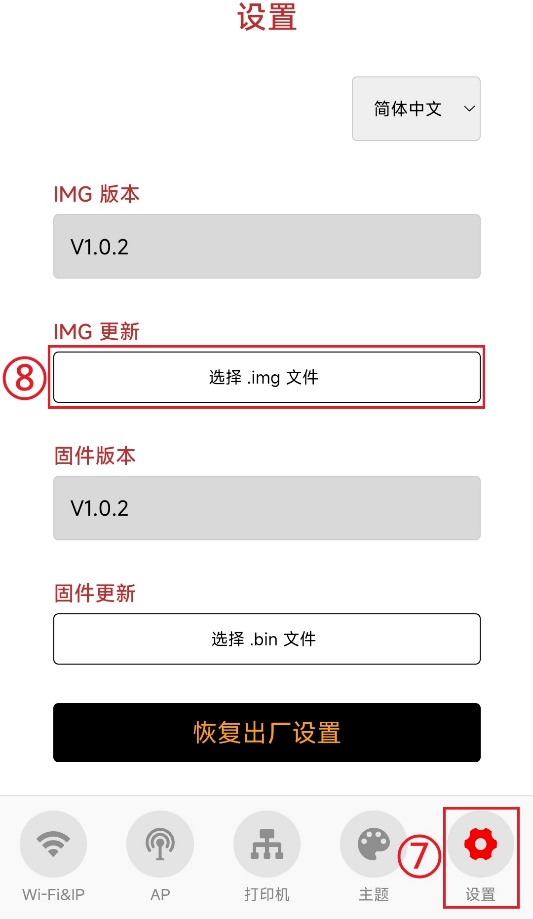 设置
简体中文
IMG 版本
V1.0.2
IMG 更新
⑧
选择 .img 文件
固件版本
V1.0.2
固件更新
选择 .bin 文件
恢复出厂设置
⑦
Wi-Fi&IP
AP
打印机
主题
设置